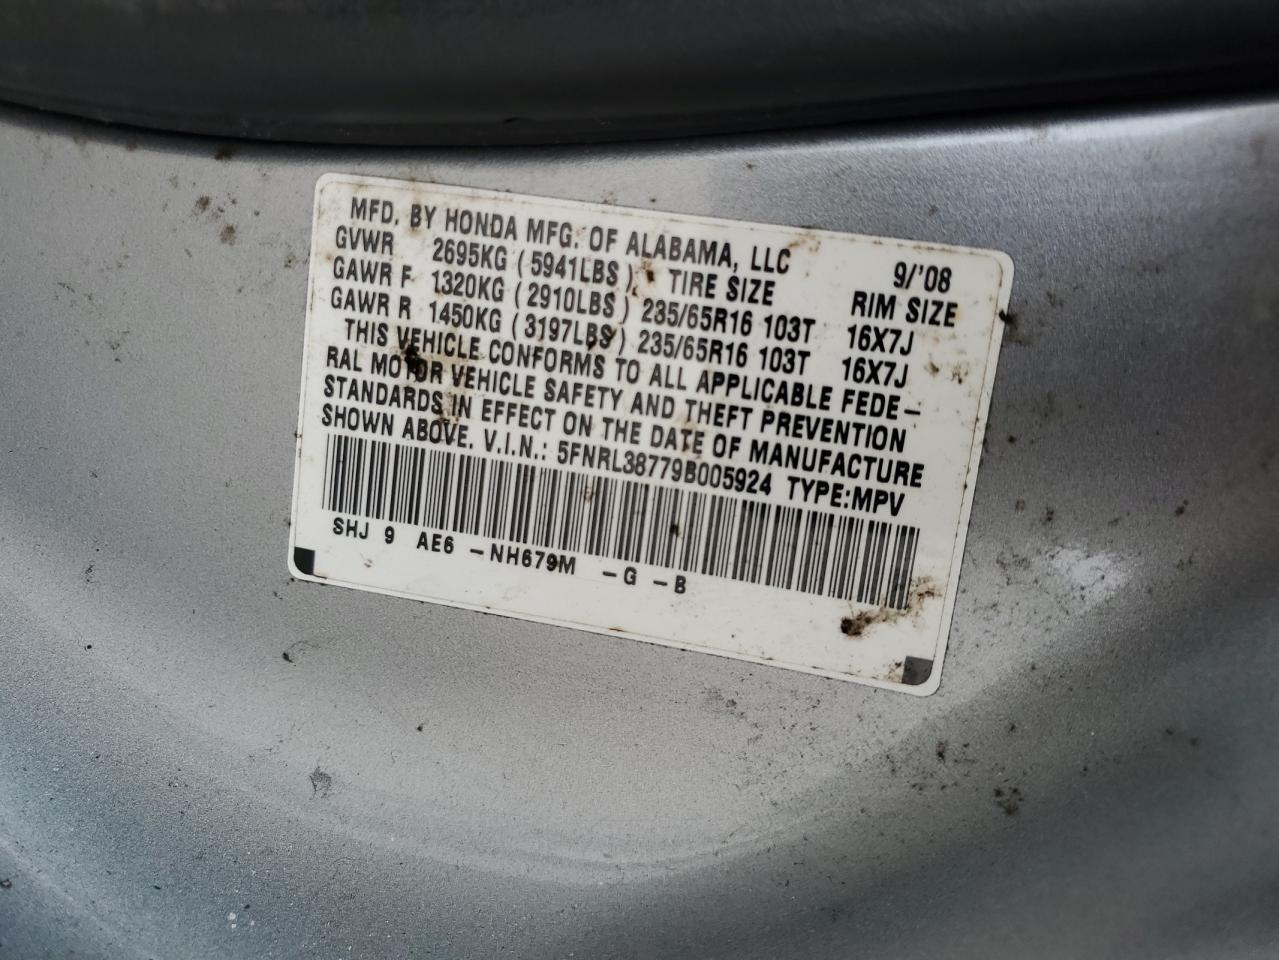 MFD. BY HONDA MFG. OF ALABAMA, LLC 9/'08
GVWR 2695KG (5941LBS) TIRE SIZE RIM SIZE
GAWR F 1320KG (2910LBS) 235/65R16 103T 16X7J
GAWR R 1450KG (3197LBS) 235/65R16 103T 16X7J
THIS VEHICLE CONFORMS TO ALL APPLICABLE FEDE-
RAL MOTOR VEHICLE SAFETY AND THEFT PREVENTION
STANDARDS IN EFFECT ON THE DATE OF MANUFACTURE
SHOWN ABOVE. V.I.N.: 5FNRL38779B005924 TYPE:MPV
SHJ 9 AE6 -NH679M -G -B